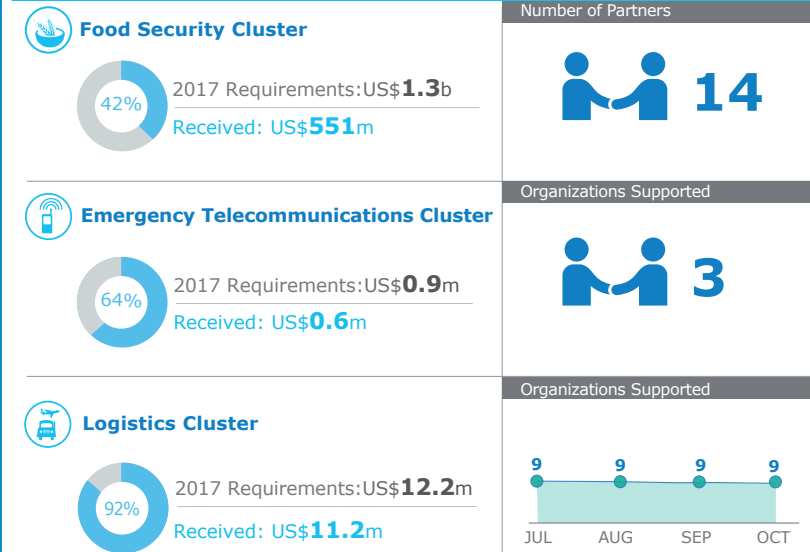 Food Security Cluster
42%
2017 Requirements:US$1.3b
Received: US$551m
Number of Partners
14
Emergency Telecommunications Cluster
64%
2017 Requirements:US$0.9m
Received: US$0.6m
Organizations Supported
3
Logistics Cluster
92%
2017 Requirements:US$12.2m
Received: US$11.2m
Organizations Supported
9 9 9 9
JUL AUG SEP OCT